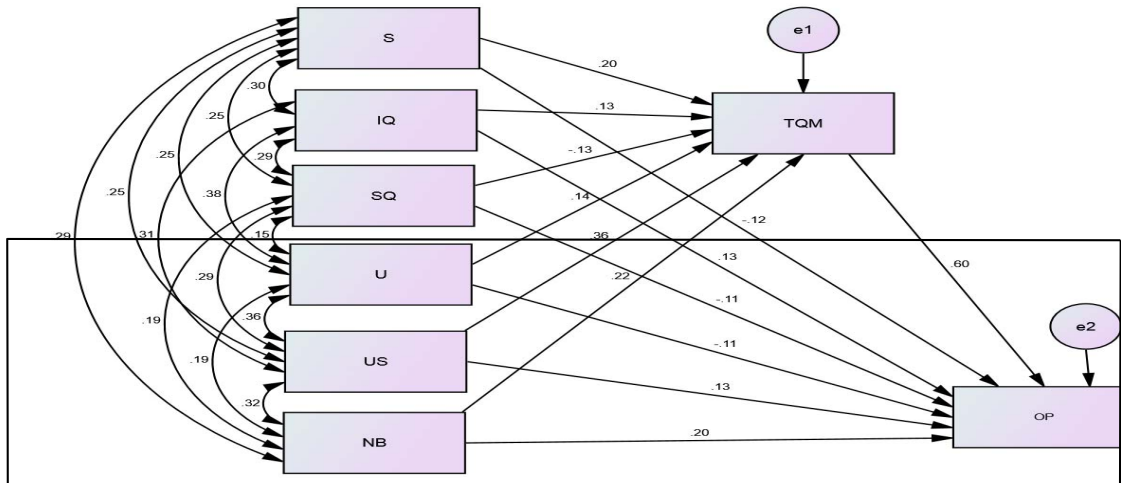 S
e1
.20
.30
IQ
.13
TQM
.25
.25
.29
-.13
.38
SQ
.14
.25
-.12
.29
.31
.15
.36
.13
.60
U
.22
.29
-.11
.36
e2
.19
-.11
.19
US
.13
.32
OP
NB
.20